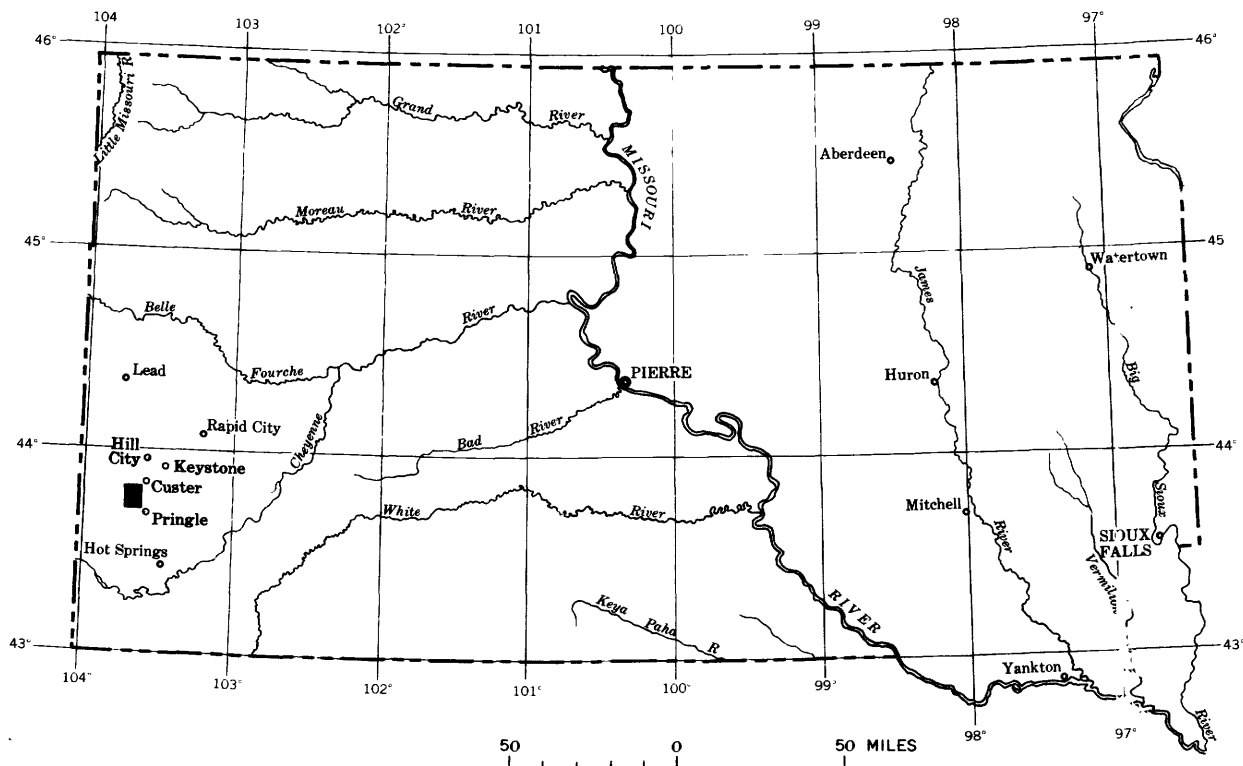 104 103 102° 101° 100 99 98 97°
46° 46°
Little Missouri R
Grand River
MISSOURI
Aberdeen
Moreau River
45° 45
Watertown
James
Belle River
Big
Lead
Fourche
PIERRE
Huron
Rapid City
Cheyenne
Bad River
44° 44°
Hill
City
Keystone
Custer
White River
Mitchell
Sioux
Pringle
River
SIOUX
FALLS
Hot Springs
Vermilion
Keya Paha R
RIVER
43° 43°
Yankton
104° 103° 102° 101° 100° 99° 98° 97°
River
50 0 50 MILES